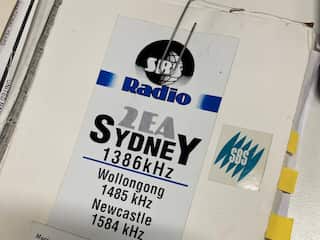 SBS
Radio
2EA
SYDNEY
1386kHz
Wollongong
1485 kHz
Newcastle
1584 kHz
SBS